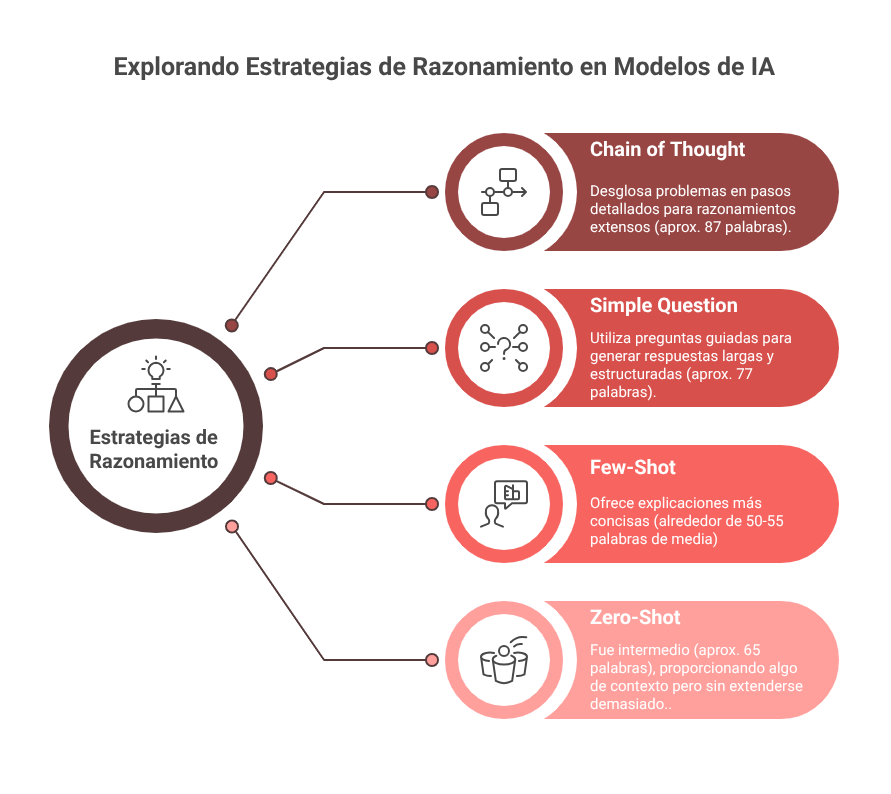 Explorando Estrategias de Razonamiento en Modelos de IA
Estrategias de
Razonamiento
Chain of Thought
Desglosa problemas en pasos
detallados para razonamientos
extensos (aprox. 87 palabras).
Simple Question
Utiliza preguntas guiadas para
generar respuestas largas y
estructuradas (aprox. 77
palabras).
Few-Shot
Ofrece explicaciones más
concisas (alrededor de 50-55
palabras de media)
Zero-Shot
Fue intermedio (aprox. 65
palabras), proporcionando algo
de contexto pero sin extenderse
demasiado..